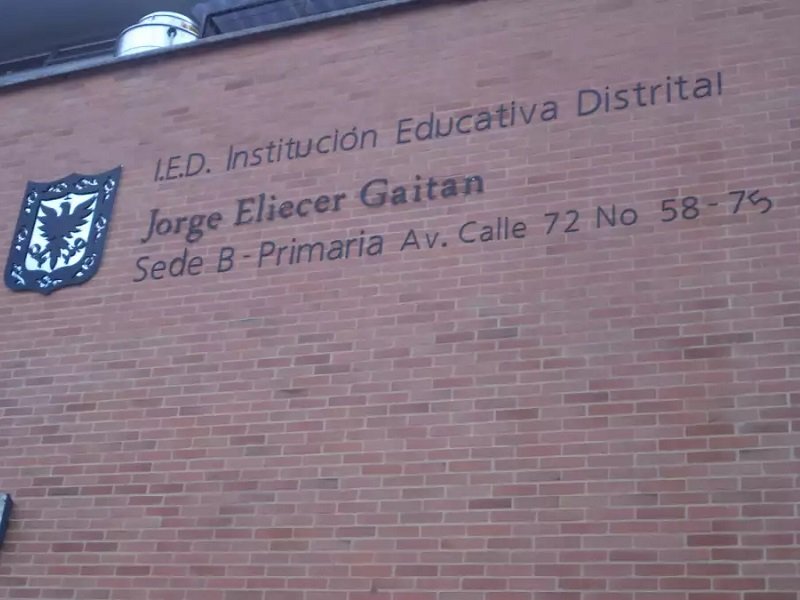 I.E.D. Institución Educativa Distrital
Jorge Eliecer Gaitan
Sede B - Primaria Av. Calle 72 No 58 - 75